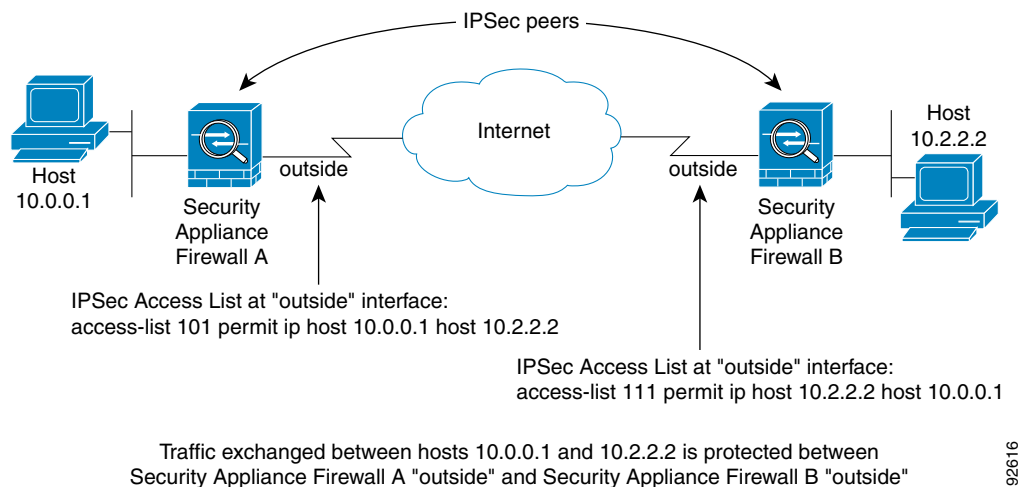 IPSec peers
Internet
Host
10.0.0.1
Security
Appliance
Firewall A
outside
outside
Security
Appliance
Firewall B
Host
10.2.2.2
IPSec Access List at "outside" interface:
access-list 101 permit ip host 10.0.0.1 host 10.2.2.2
IPSec Access List at "outside" interface:
access-list 111 permit ip host 10.2.2.2 host 10.0.0.1
Traffic exchanged between hosts 10.0.0.1 and 10.2.2.2 is protected between
Security Appliance Firewall A "outside" and Security Appliance Firewall B "outside"
92616